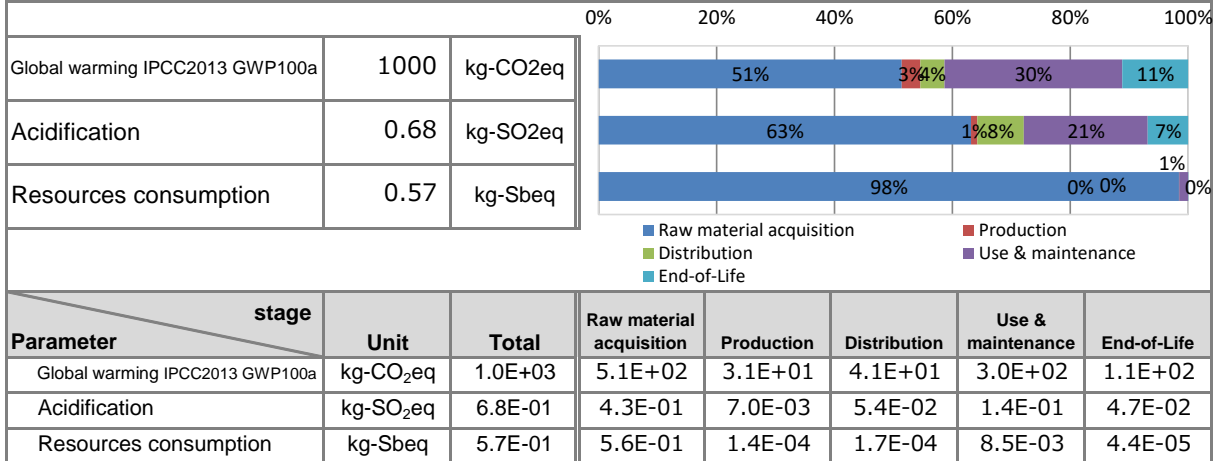 0% 20% 40% 60% 80% 100%
Global warming IPCC2013 GWP100a 1000 kg-CO2eq 51% 3% 4% 30% 11%
Acidification 0.68 kg-SO2eq 63% 1% 8% 21% 7%
1%
Resources consumption 0.57 kg-Sbeq 98% 0% 0% 0%
Raw material acquisition Production
Distribution Use & maintenance
End-of-Life
stage
Parameter Unit Total Raw material acquisition Production Distribution Use & maintenance End-of-Life
Global warming IPCC2013 GWP100a kg-CO₂eq 1.0E+03 5.1E+02 3.1E+01 4.1E+01 3.0E+02 1.1E+02
Acidification kg-SO₂eq 6.8E-01 4.3E-01 7.0E-03 5.4E-02 1.4E-01 4.7E-02
Resources consumption kg-Sbeq 5.7E-01 5.6E-01 1.4E-04 1.7E-04 8.5E-03 4.4E-05